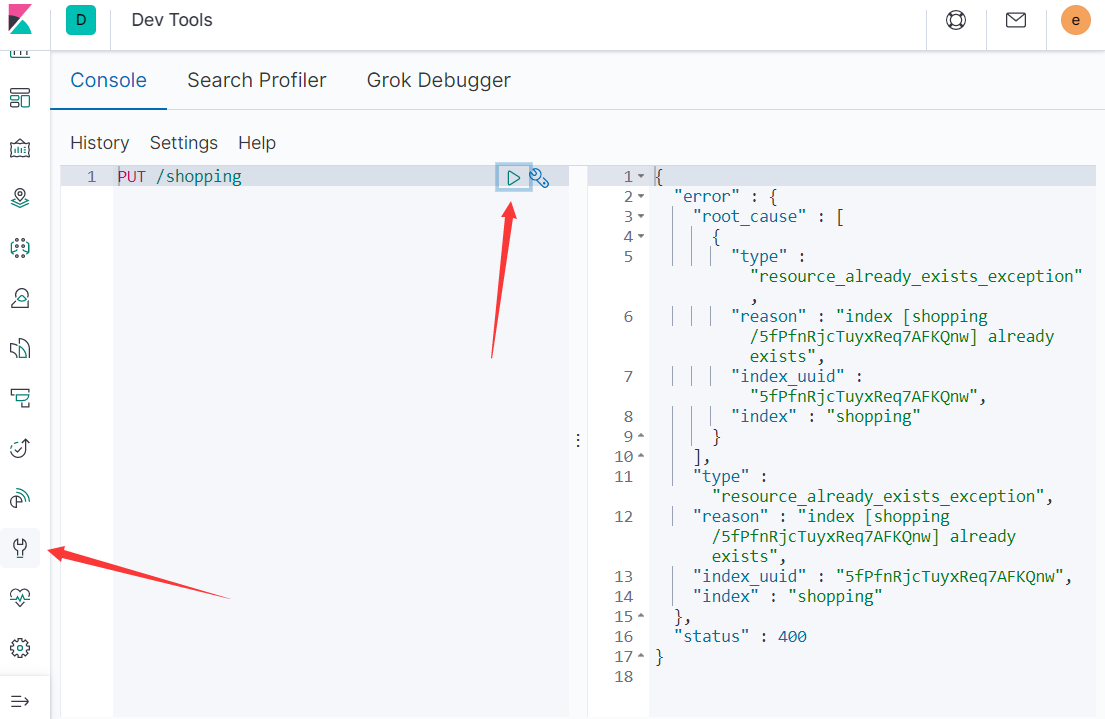 D
Dev Tools
e
Console
Search Profiler
Grok Debugger
History
Settings
Help
1
PUT /shopping
1 {
2 "error" : {
3 "root_cause" : [
4 {
5 "type" :
"resource_already_exists_exception"
,
6 "reason" : "index [shopping
/5fPfnRjcTuyxReq7AFKQnw] already
exists",
7 "index_uuid" :
"5fPfnRjcTuyxReq7AFKQnw",
8 "index" : "shopping"
9 }
10 ],
11 "type" :
"resource_already_exists_exception",
12 "reason" : "index [shopping
/5fPfnRjcTuyxReq7AFKQnw] already
exists",
13 "index_uuid" : "5fPfnRjcTuyxReq7AFKQnw",
14 "index" : "shopping"
15 },
16 "status" : 400
17 }
18